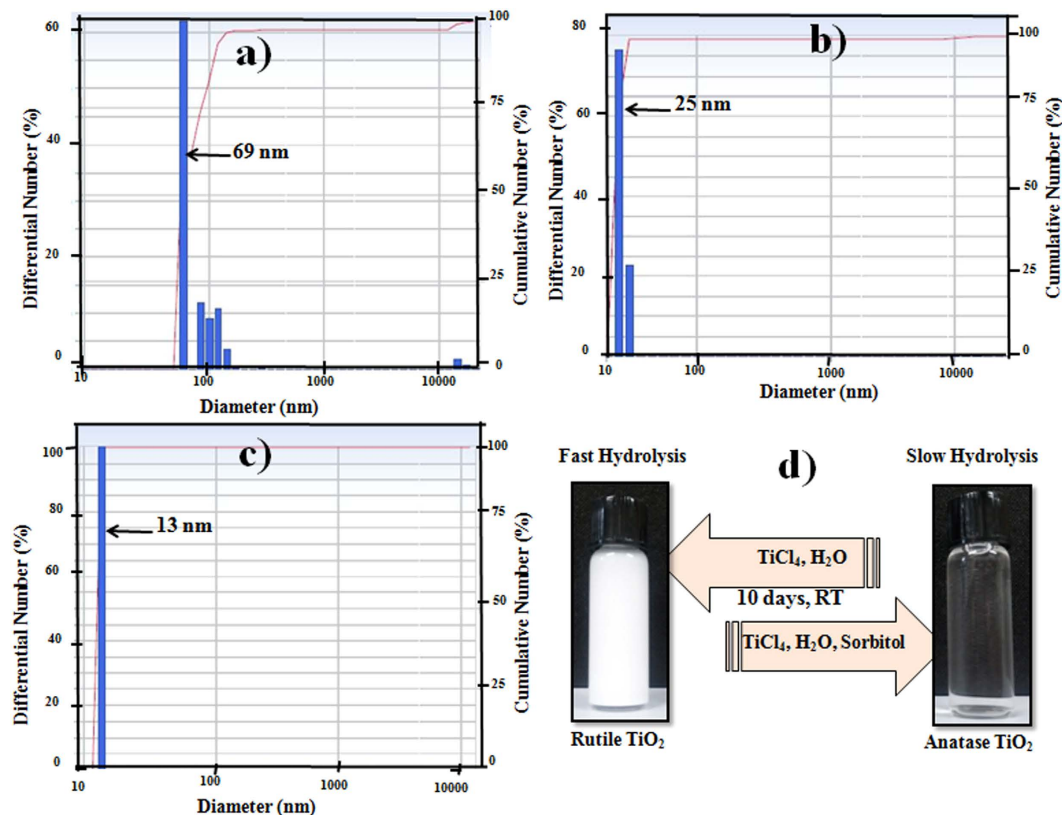 a)
60
40
20
0
100
75
50
25
0
69 nm
10
100
1000
10000
Differential Number (%)
Cumulative Number (%)
Diameter (nm)
b)
80
60
40
20
0
100
75
50
25
0
25 nm
10
100
1000
10000
Differential Number (%)
Cumulative Number (%)
Diameter (nm)
c)
100
80
60
40
20
0
100
75
50
25
0
13 nm
10
100
1000
10000
Differential Number (%)
Cumulative Number (%)
Diameter (nm)
d)
Fast Hydrolysis
Slow Hydrolysis
TiCl₄, H₂O
10 days, RT
TiCl₄, H₂O, Sorbitol
Rutile TiO₂
Anatase TiO₂